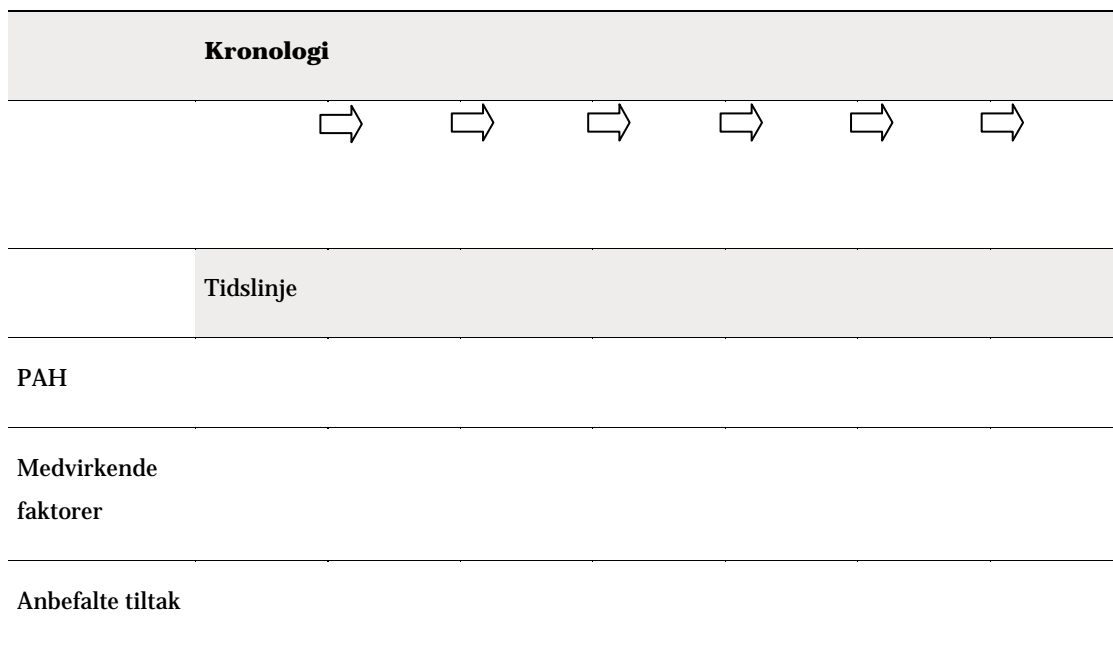 Kronologi
Tidslinje
PAH
Medvirkende
faktorer
Anbefalte tiltak